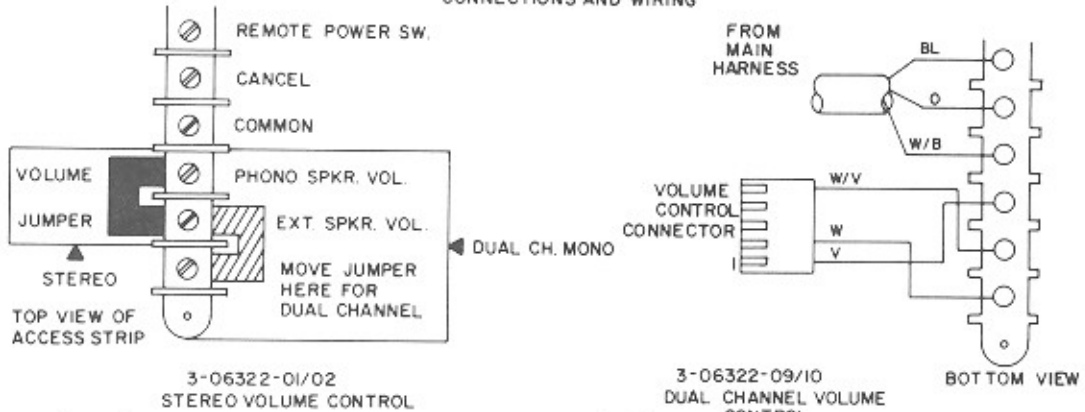 CONNECTIONS AND WIRING
REMOTE POWER SW.
CANCEL
COMMON
VOLUME
JUMPER
PHONO SPKR. VOL.
EXT. SPKR. VOL.
STEREO
DUAL CH. MONO
MOVE JUMPER
HERE FOR
DUAL CHANNEL
TOP VIEW OF
ACCESS STRIP
3-06322-01/02
STEREO VOLUME CONTROL
FROM
MAIN
HARNESS
BL
O
W/B
VOLUME
CONTROL
CONNECTOR
W/V
W
V
1
3-06322-09/10
DUAL CHANNEL VOLUME
CONTROL
BOTTOM VIEW